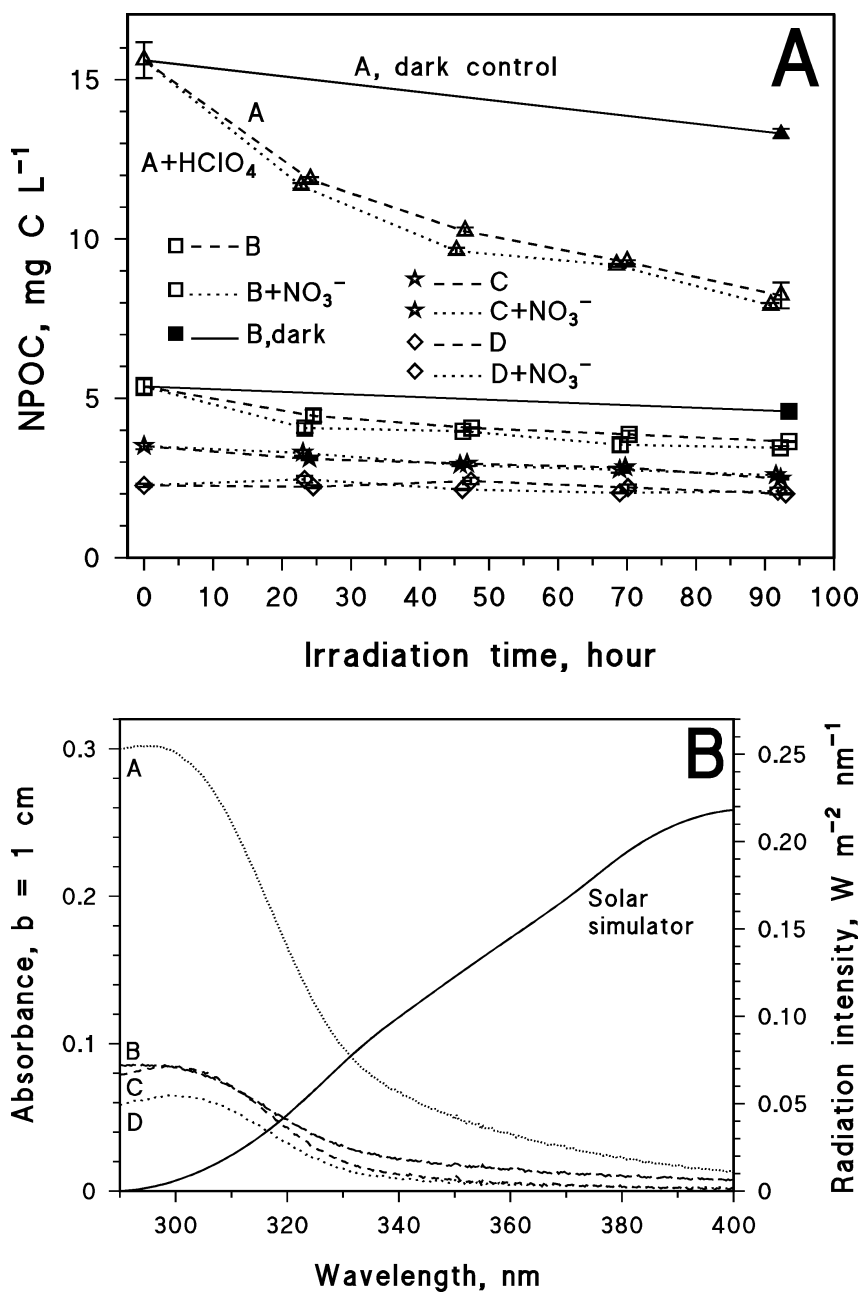 A
A, dark control
A
A+HClO₄
B
B+NO₃⁻
B,dark
C
C+NO₃⁻
D
D+NO₃⁻
NPOC, mg C L⁻¹
15
10
5
0
0 10 20 30 40 50 60 70 80 90 100
Irradiation time, hour
B
A
B
C
D
Solar
simulator
Absorbance, b = 1 cm
0.3
0.2
0.1
0
Radiation intensity, W m⁻² nm⁻¹
0.25
0.20
0.15
0.10
0.05
0
300 320 340 360 380 400
Wavelength, nm